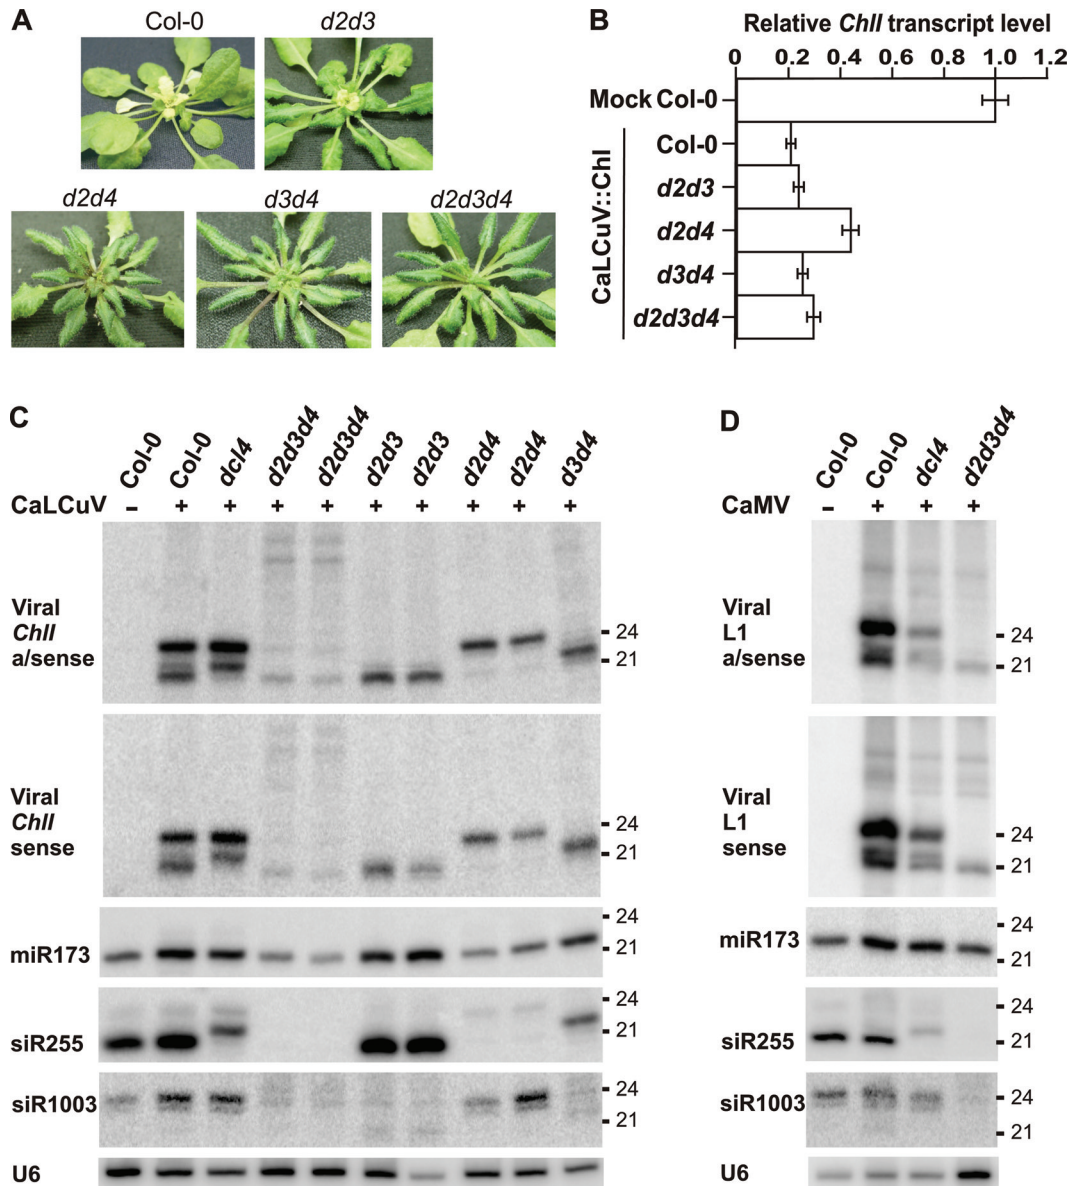 A
Col-0
d2d3
d2d4
d3d4
d2d3d4
B
Relative ChlI transcript level
0 0.2 0.4 0.6 0.8 1.0 1.2
Mock Col-0
CaLCuV::Chl
Col-0
d2d3
d2d4
d3d4
d2d3d4
C
Col-0 Col-0 dcl4 d2d3d4 d2d3d4 d2d3 d2d3 d2d4 d2d4 d3d4
CaLCuV - + + + + + + + + +
Viral
ChlI
a/sense
24
21
Viral
ChlI
sense
24
21
miR173
24
21
siR255
24
21
siR1003
24
21
U6
D
Col-0 Col-0 dcl4 d2d3d4
CaMV - + + +
Viral
L1
a/sense
24
21
Viral
L1
sense
24
21
miR173
24
21
siR255
24
21
siR1003
24
21
U6